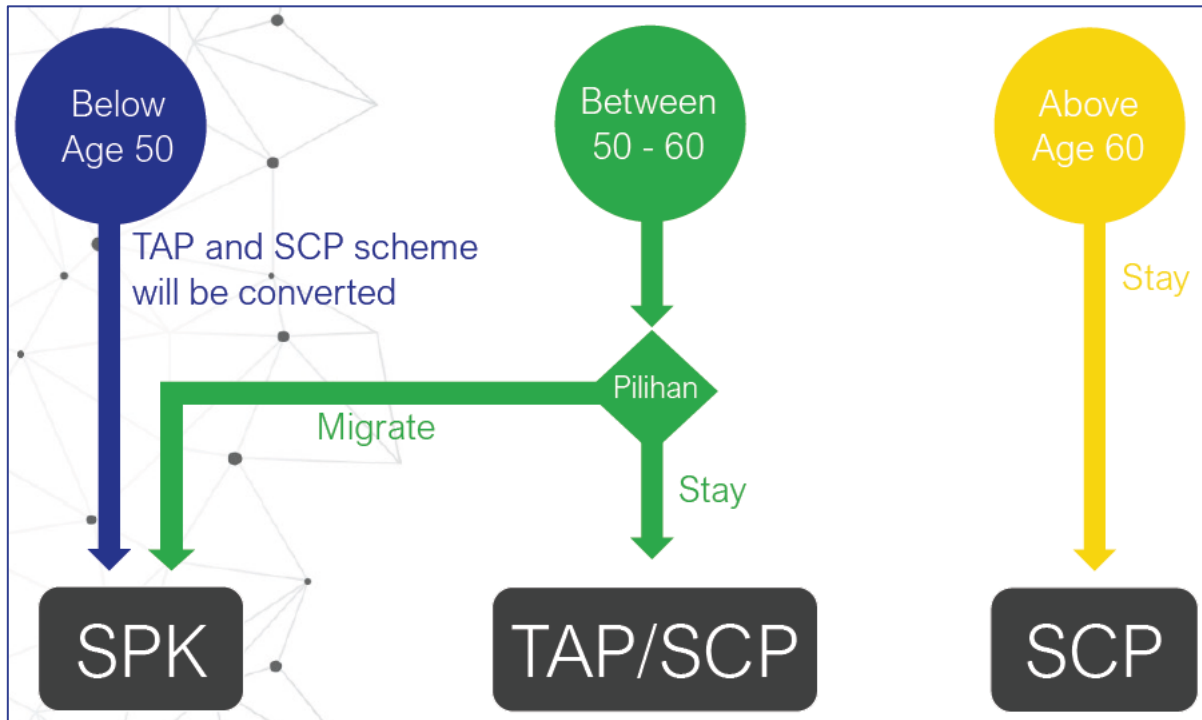 Below
Age 50
Between
50 - 60
Above
Age 60
TAP and SCP scheme
will be converted
Stay
Pilihan
Migrate
Stay
SPK
TAP/SCP
SCP